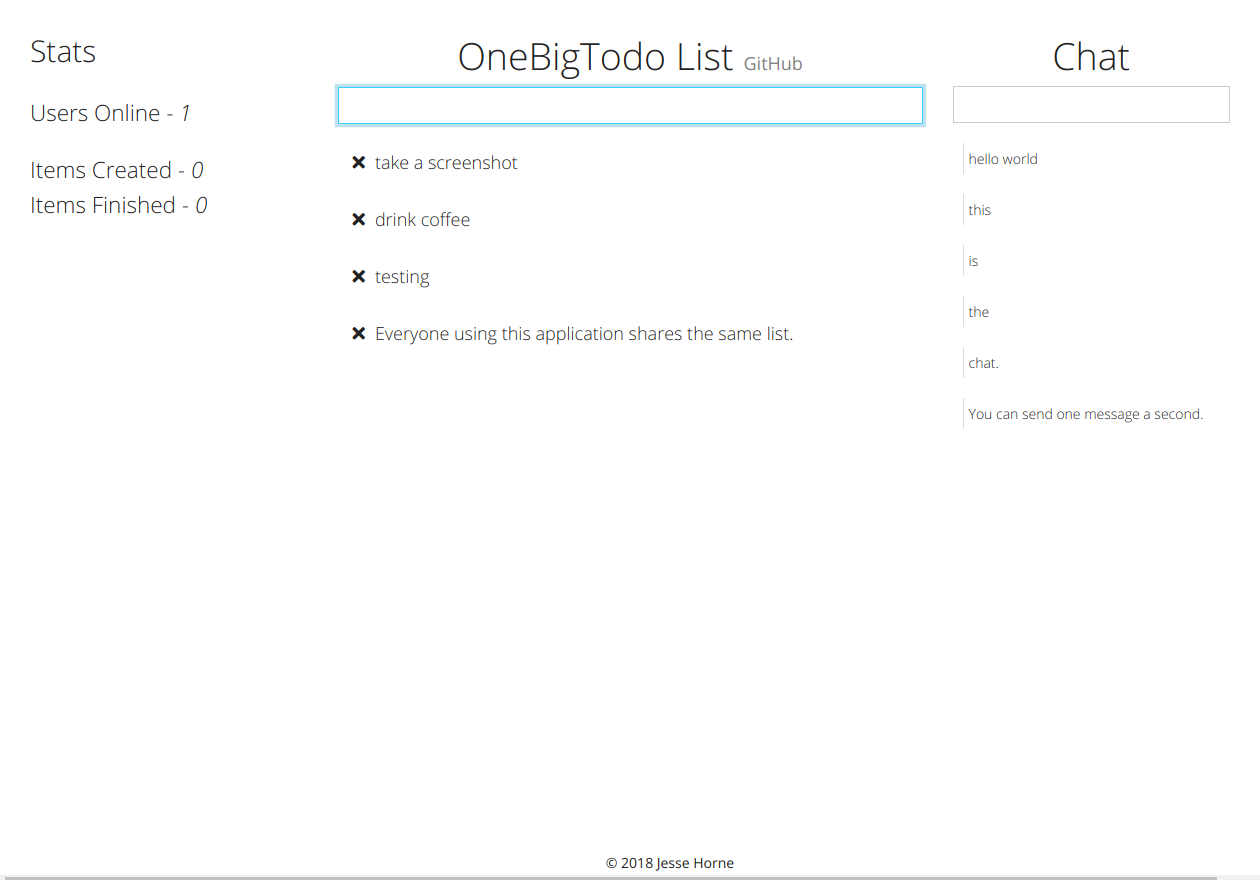 Stats
Users Online - 1
Items Created - 0
Items Finished - 0
OneBigTodo List GitHub
take a screenshot
drink coffee
testing
Everyone using this application shares the same list.
Chat
hello world
this
is
the
chat.
You can send one message a second.
© 2018 Jesse Horne